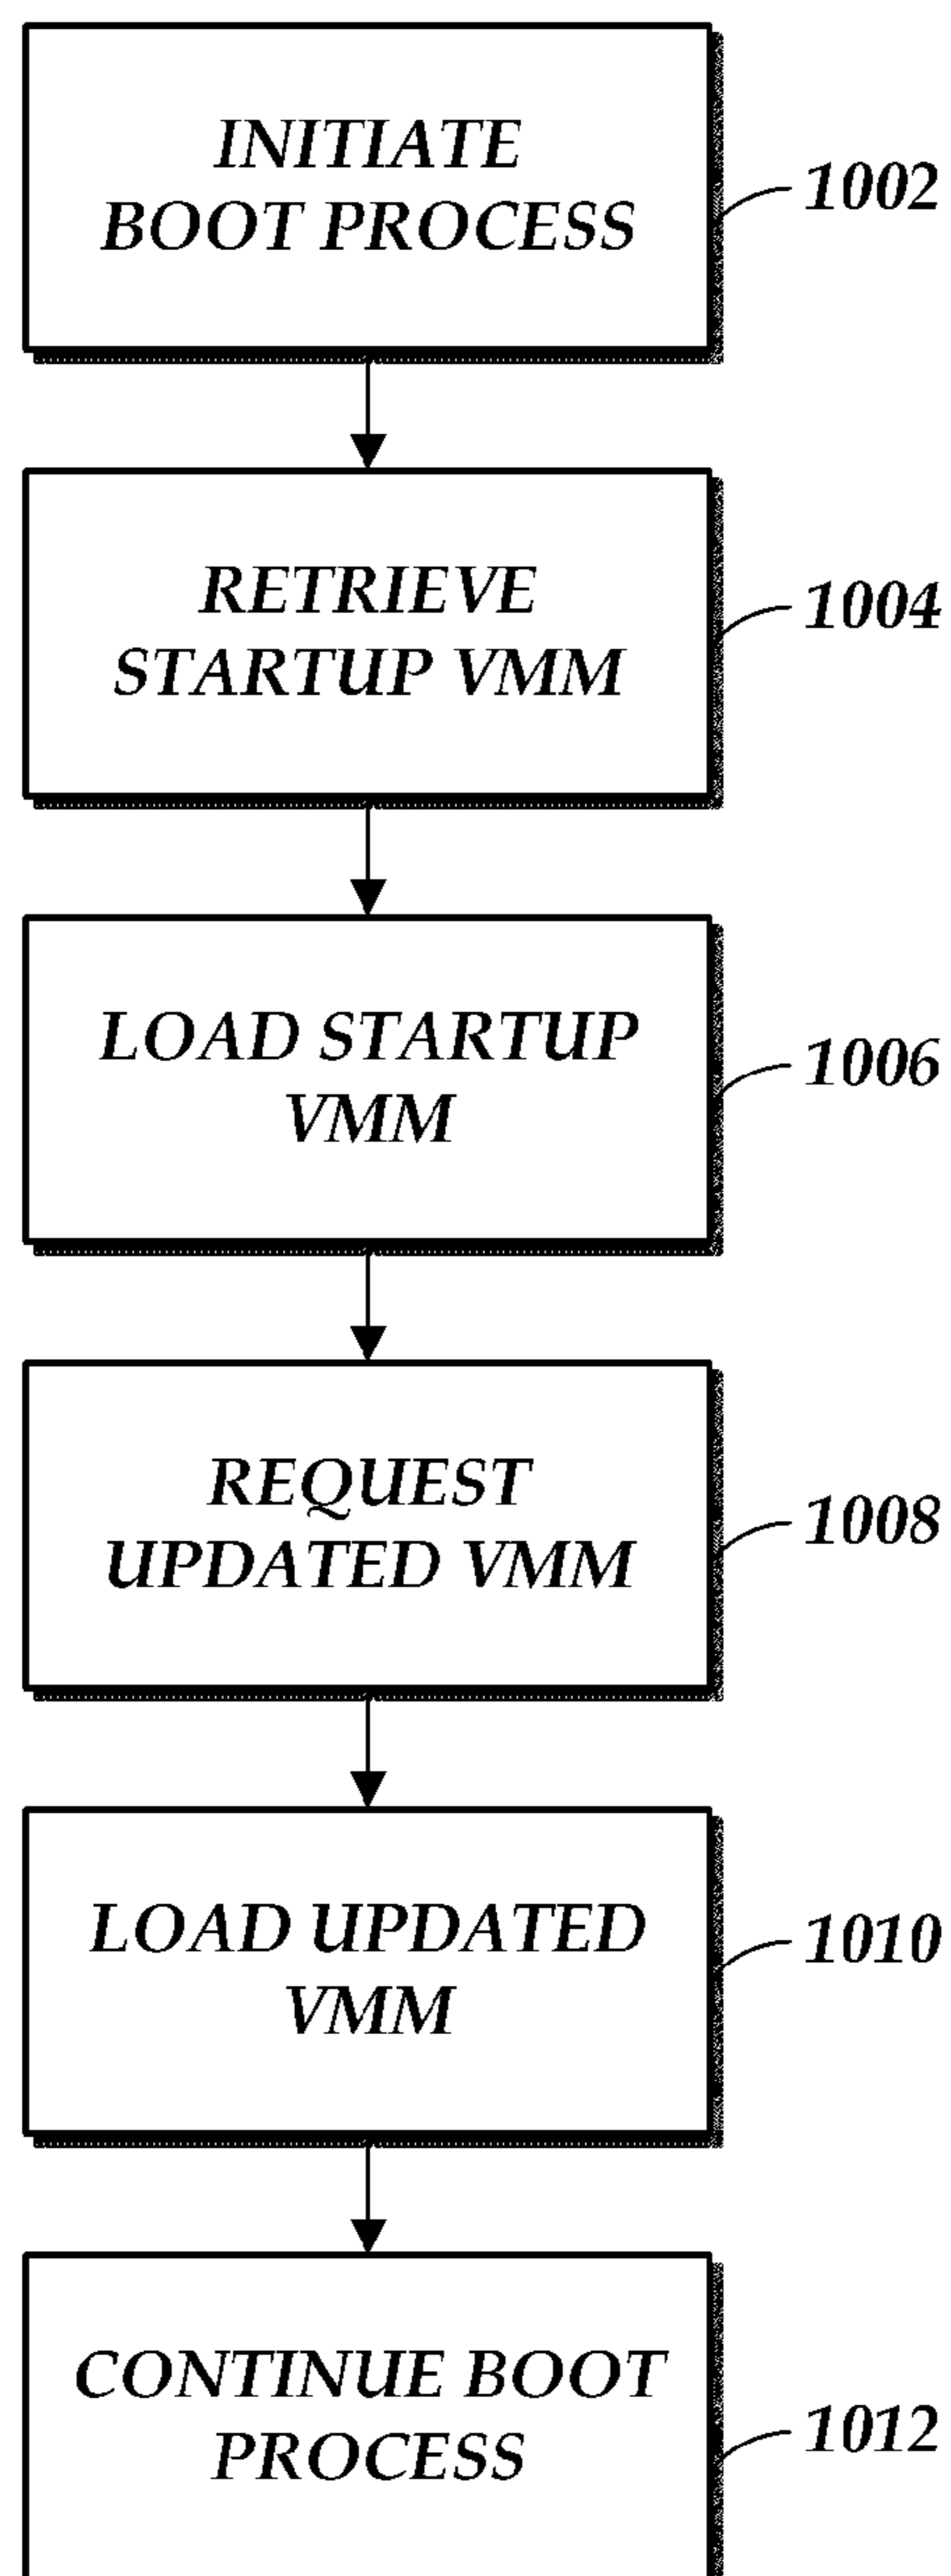 INITIATE
BOOT PROCESS
1002
RETRIEVE
STARTUP VMM
1004
LOAD STARTUP
VMM
1006
REQUEST
UPDATED VMM
1008
LOAD UPDATED
VMM
1010
CONTINUE BOOT
PROCESS
1012